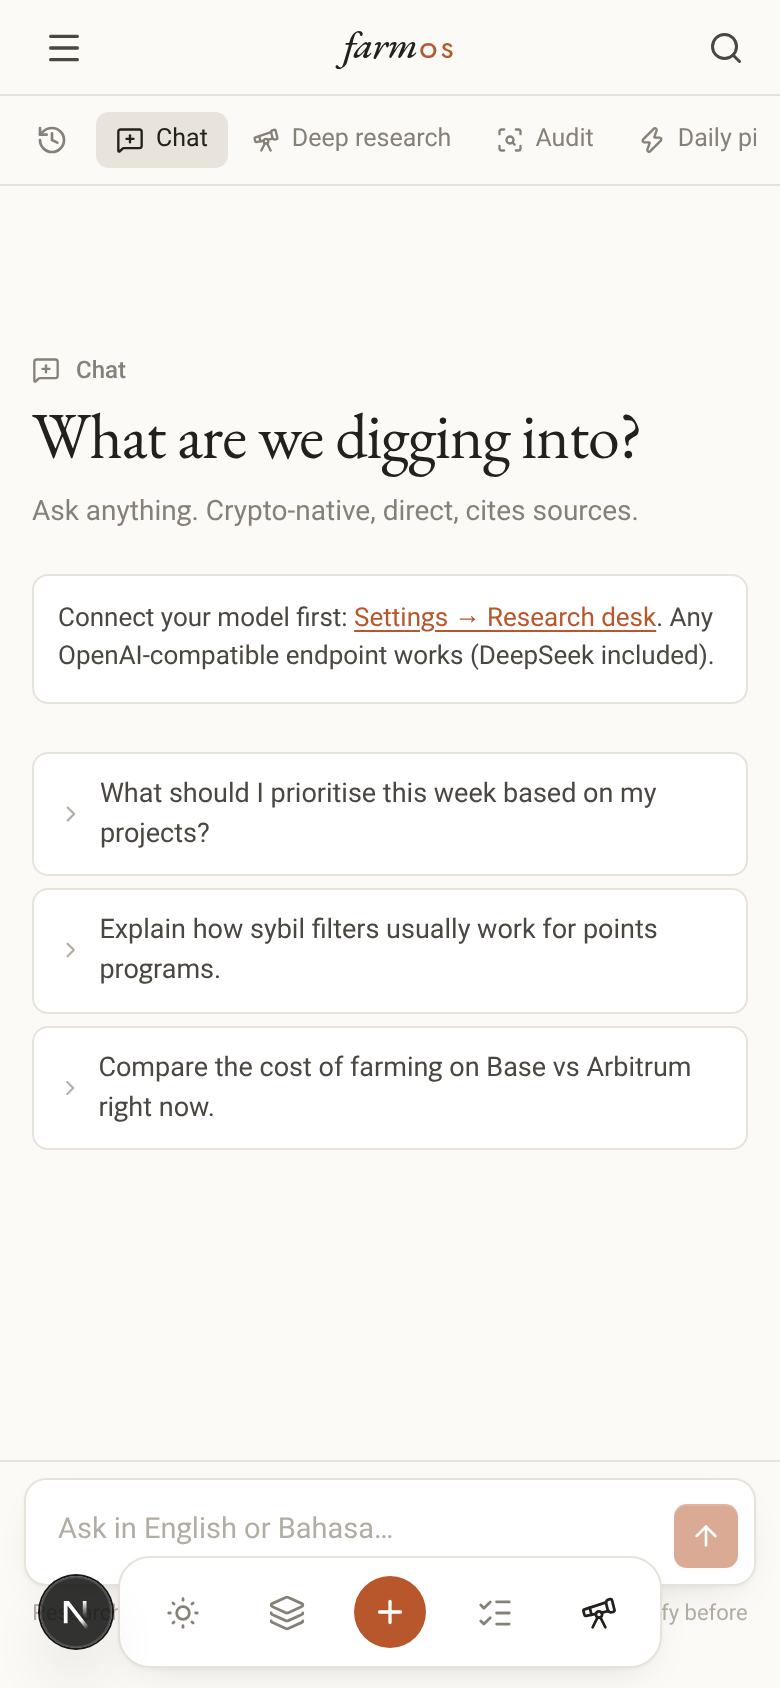 farmos
Chat
Deep research
Audit
Daily pi
Chat
What are we digging into?
Ask anything. Crypto-native, direct, cites sources.
Connect your model first: Settings → Research desk. Any
OpenAI-compatible endpoint works (DeepSeek included).
What should I prioritise this week based on my
projects?
Explain how sybil filters usually work for points
programs.
Compare the cost of farming on Base vs Arbitrum
right now.
Ask in English or Bahasa…
N
fy before